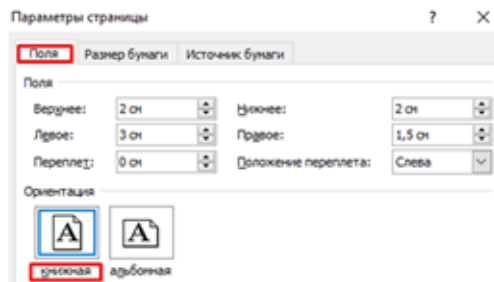 Параметры страницы ? ×
Поля Размер бумаги Источник бумаги
Поля
Верхнее: 2 см Нижнее: 2 см
Левое: 3 см Правое: 1,5 см
Переплет: 0 см Положение переплета: Слева
Ориентация
A A
книжная альбомная